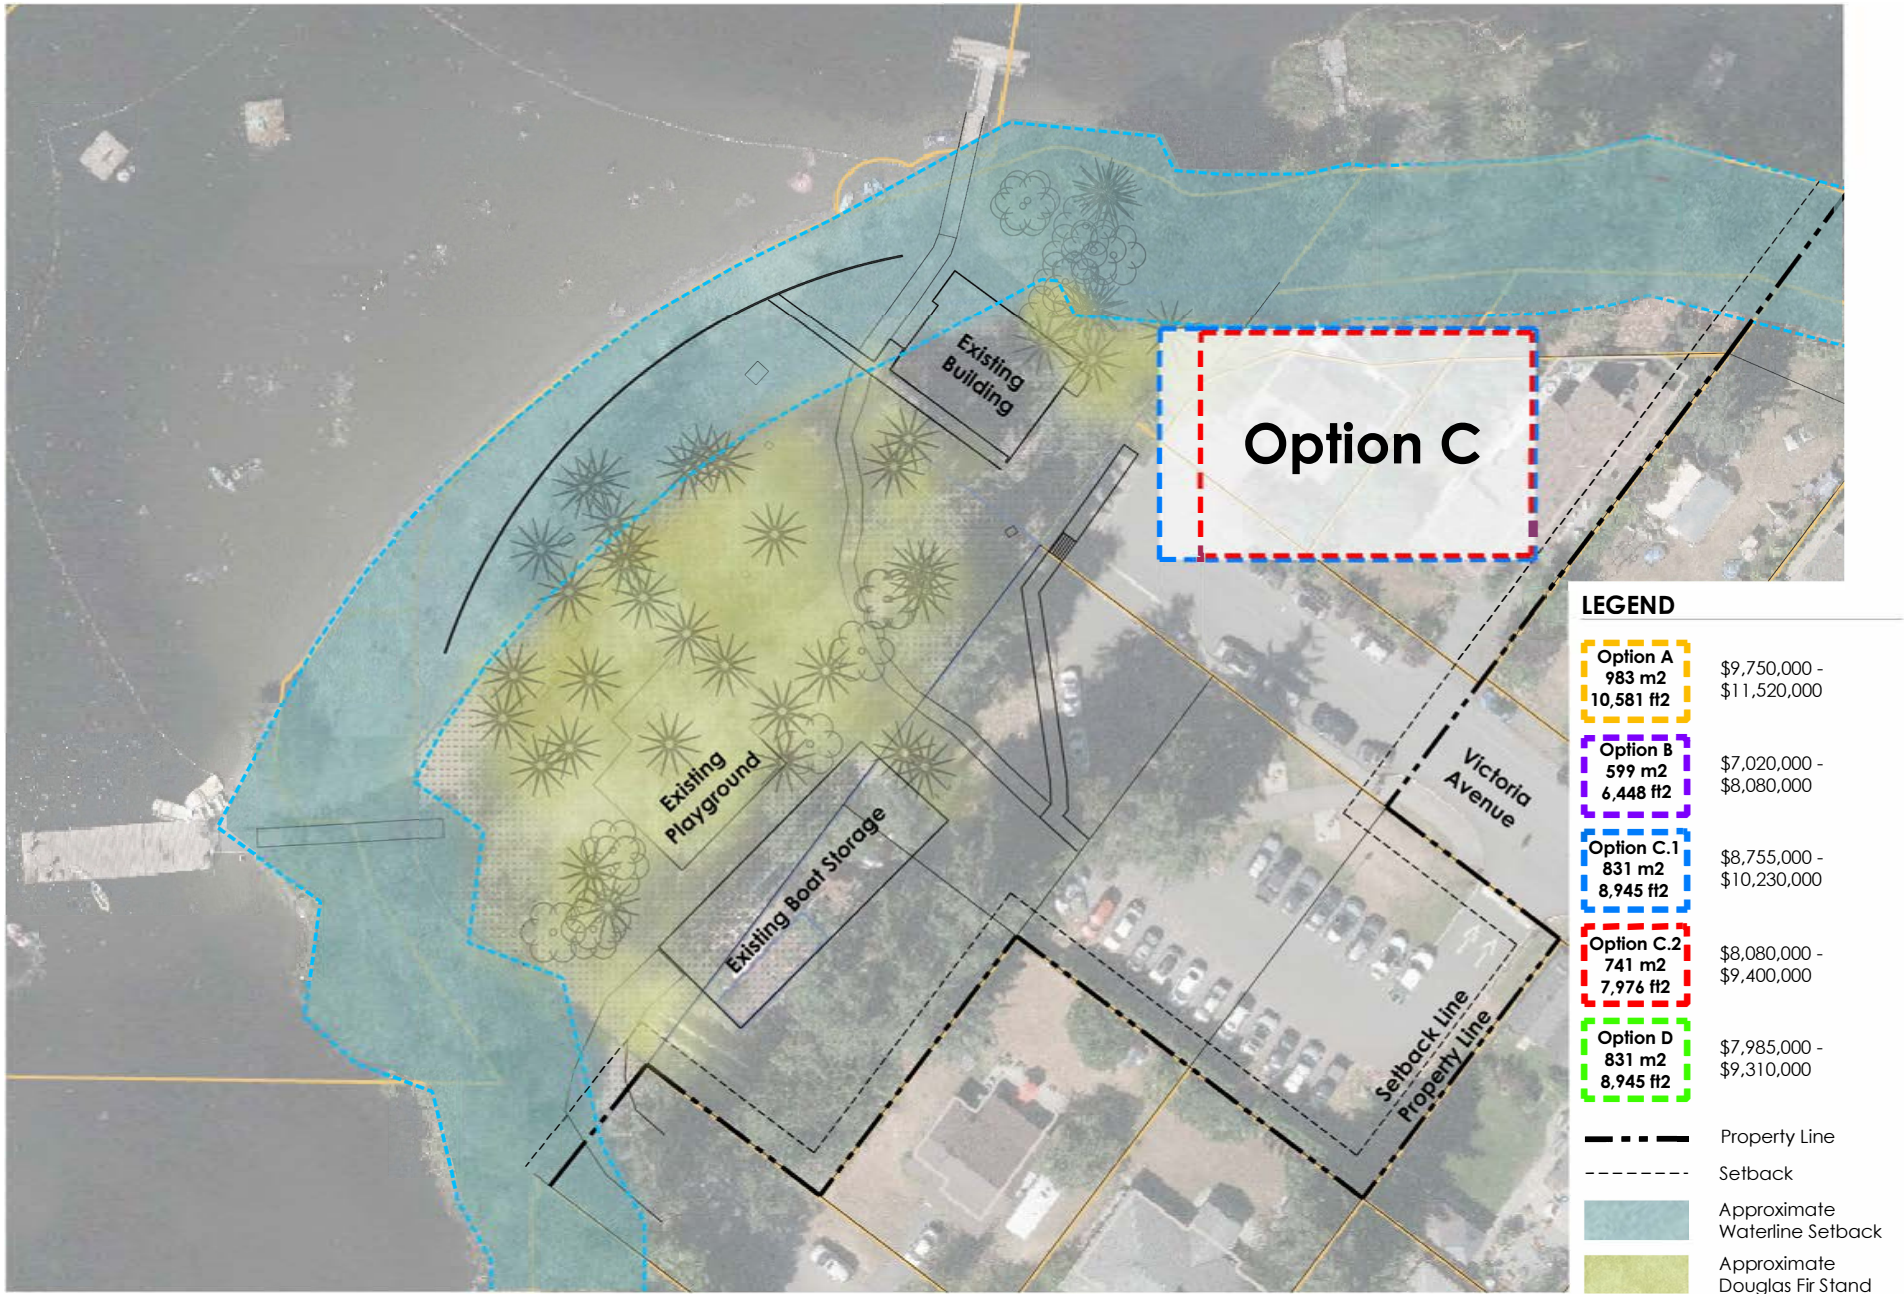 Existing
Building
Option C
Existing
Playground
Existing Boat Storage
Victoria
Avenue
Setback Line
Property Line
LEGEND
Option A
983 m2
10,581 ft2
$9,750,000 -
$11,520,000
Option B
599 m2
6,448 ft2
$7,020,000 -
$8,080,000
Option C.1
831 m2
8,945 ft2
$8,755,000 -
$10,230,000
Option C.2
741 m2
7,976 ft2
$8,080,000 -
$9,400,000
Option D
831 m2
8,945 ft2
$7,985,000 -
$9,310,000
Property Line
Setback
Approximate
Waterline Setback
Approximate
Douglas Fir Stand